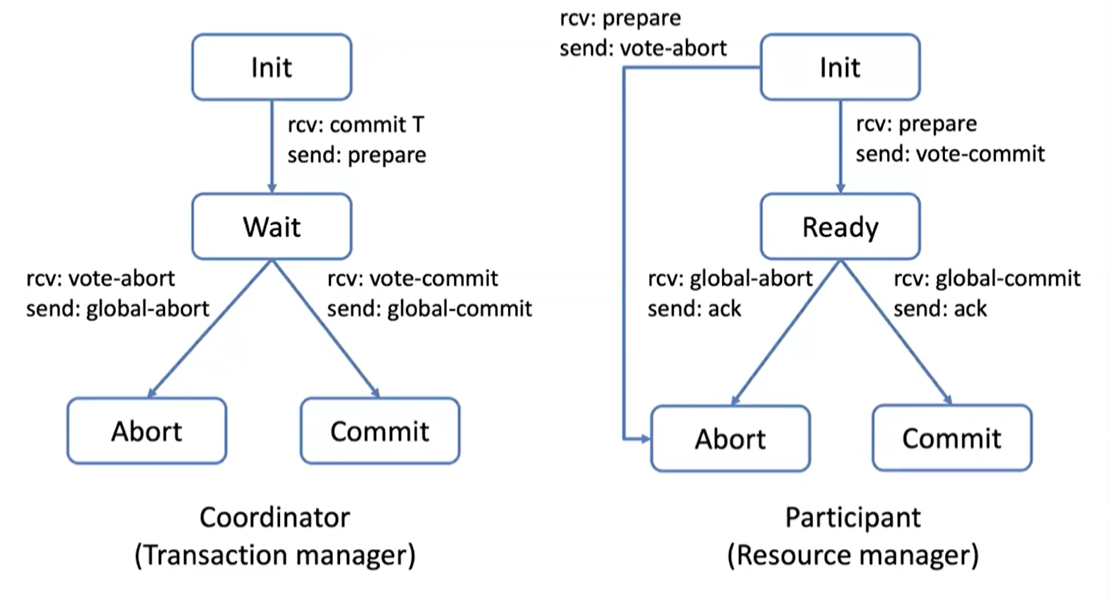 Init
rcv: commit T
send: prepare
Wait
rcv: vote-abort
send: global-abort
rcv: vote-commit
send: global-commit
Abort
Commit
Coordinator
(Transaction manager)
rcv: prepare
send: vote-abort
Init
rcv: prepare
send: vote-commit
Ready
rcv: global-abort
send: ack
rcv: global-commit
send: ack
Abort
Commit
Participant
(Resource manager)